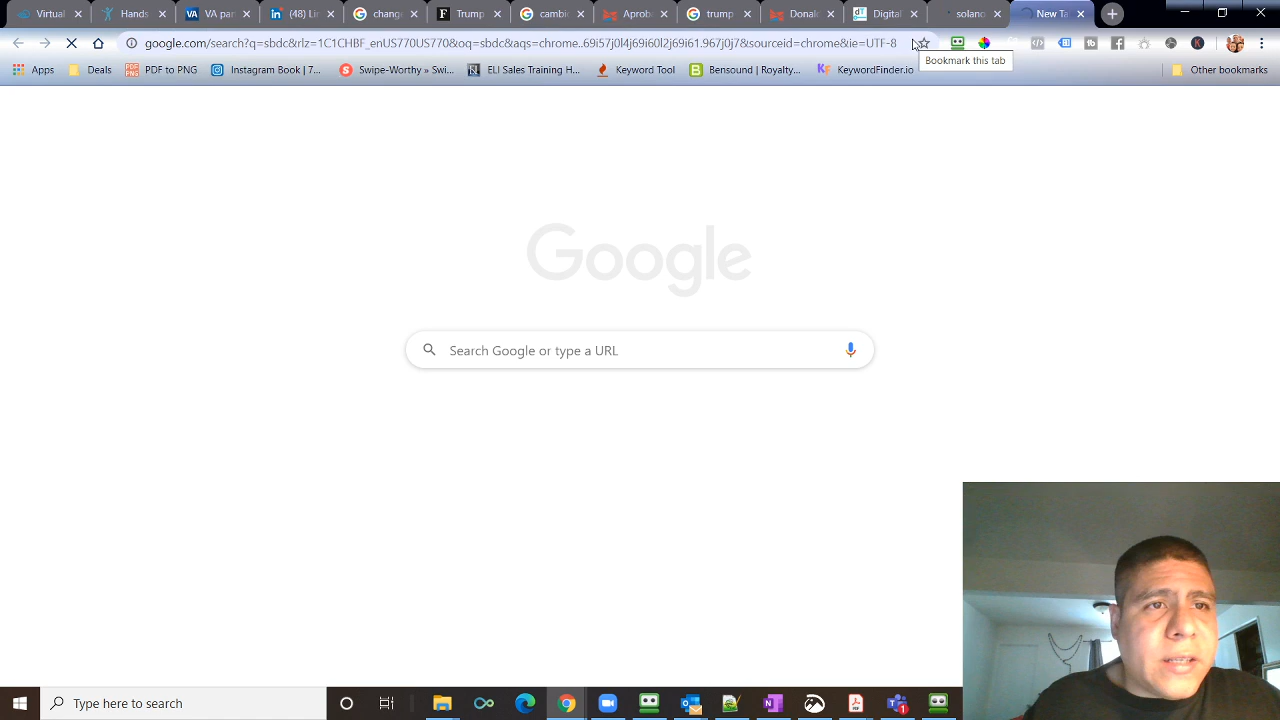 Virtual Hands VA par (48) Li change Trump cambi Aprob trump Donal Digital solano New Ta
google.com/search?q=sbdc&rlz=1C1CHBF_enUS770US770&oq=sbdc&aqs=chrome..69i57j0l4j69i60l2j69i61.967j0j7&sourceid=chrome&ie=UTF-8
Bookmark this tab
Apps Deals PDF to PNG Instagram Book | 7... Swipe-Worthy » Swi... ELI Sales Training H... Keyword Tool Bensound | Royalty... KeywordFinder.io Other bookmarks
Google
Search Google or type a URL
Type here to search